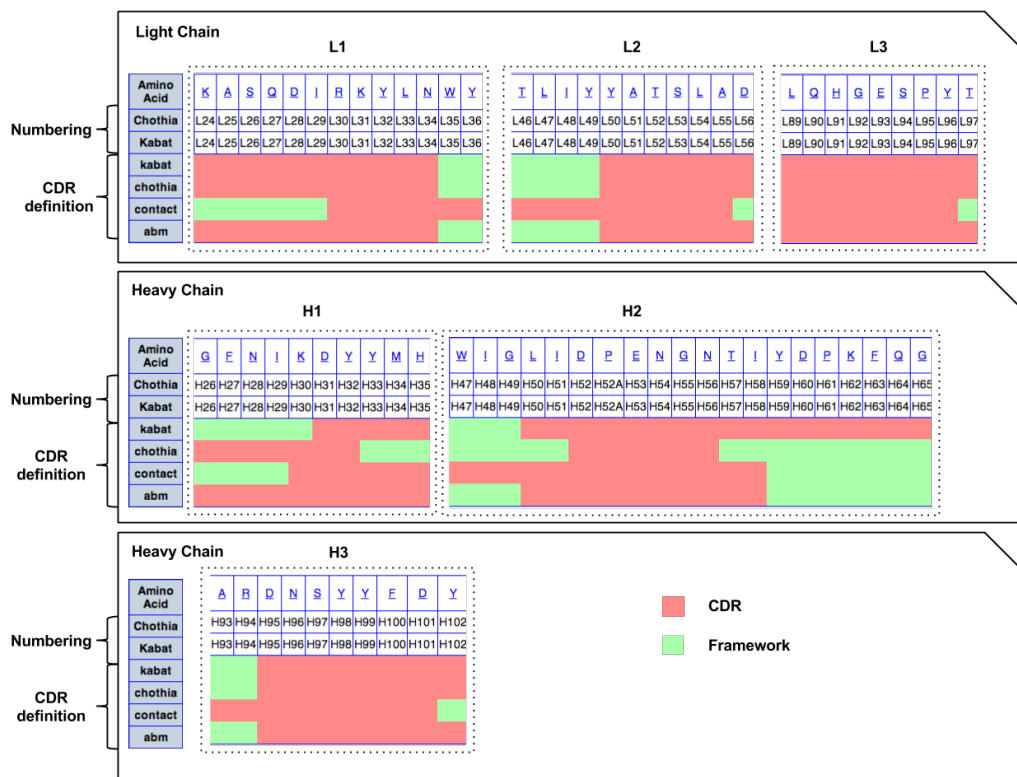 Light Chain
L1 L2 L3
Amino Acid K A S Q D I R K Y L N W Y T L I Y Y A T S L A D L Q H G E S P Y T
Numbering
Chothia L24 L25 L26 L27 L28 L29 L30 L31 L32 L33 L34 L35 L36 L46 L47 L48 L49 L50 L51 L52 L53 L54 L55 L56 L89 L90 L91 L92 L93 L94 L95 L96 L97
Kabat L24 L25 L26 L27 L28 L29 L30 L31 L32 L33 L34 L35 L36 L46 L47 L48 L49 L50 L51 L52 L53 L54 L55 L56 L89 L90 L91 L92 L93 L94 L95 L96 L97
CDR definition
kabat
chothia
contact
abm
Heavy Chain
H1 H2
Amino Acid G F N I K D Y Y M H W I G L I D P E N G N T I Y D P K F Q G
Numbering
Chothia H26 H27 H28 H29 H30 H31 H32 H33 H34 H35 H47 H48 H49 H50 H51 H52 H52A H53 H54 H55 H56 H57 H58 H59 H60 H61 H62 H63 H64 H65
Kabat H26 H27 H28 H29 H30 H31 H32 H33 H34 H35 H47 H48 H49 H50 H51 H52 H52A H53 H54 H55 H56 H57 H58 H59 H60 H61 H62 H63 H64 H65
CDR definition
kabat
chothia
contact
abm
Heavy Chain H3
Amino Acid A R D N S Y Y F D Y
Numbering
Chothia H93 H94 H95 H96 H97 H98 H99 H100 H101 H102
Kabat H93 H94 H95 H96 H97 H98 H99 H100 H101 H102
CDR definition
kabat
chothia
contact
abm
CDR
Framework